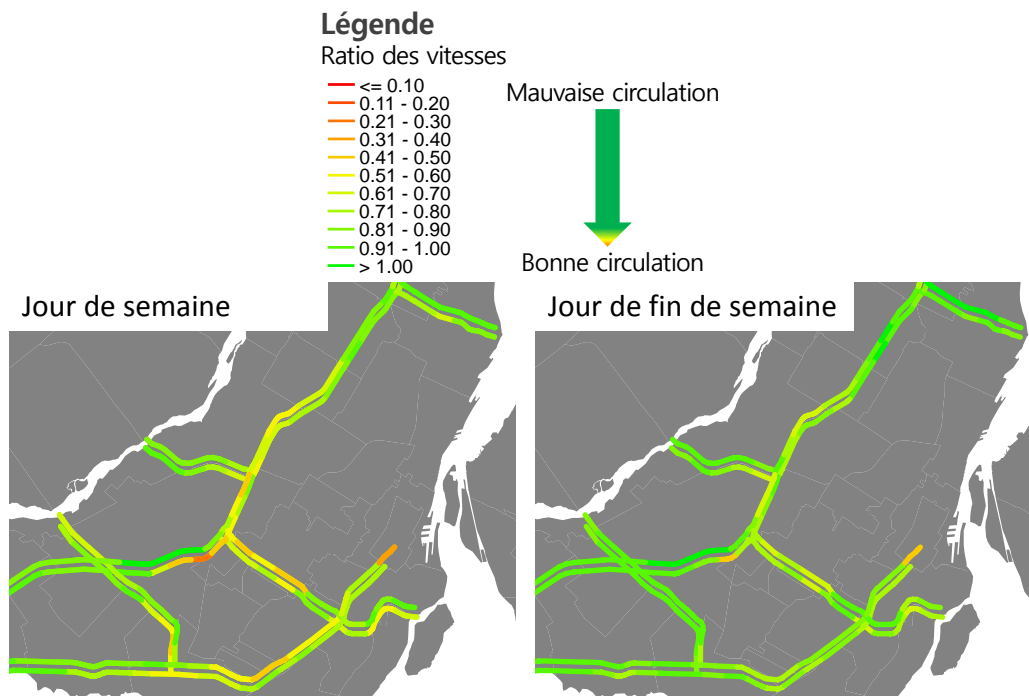 Légende
Ratio des vitesses
<= 0.10
0.11 - 0.20
0.21 - 0.30
0.31 - 0.40
0.41 - 0.50
0.51 - 0.60
0.61 - 0.70
0.71 - 0.80
0.81 - 0.90
0.91 - 1.00
> 1.00
Mauvaise circulation
Bonne circulation
Jour de semaine
Jour de fin de semaine